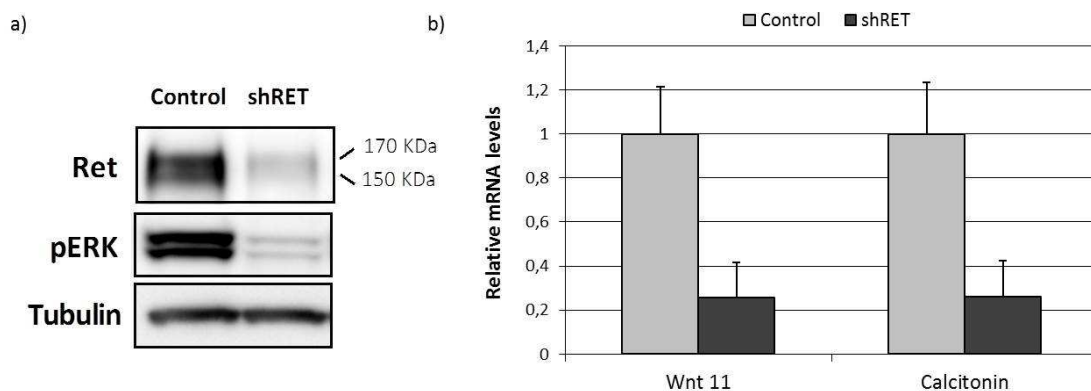 a)
Control shRET
Ret
170 KDa
150 KDa
pERK
Tubulin
b)
Control shRET
Relative mRNA levels
1,4
1,2
1
0,8
0,6
0,4
0,2
0
Wnt 11 Calcitonin